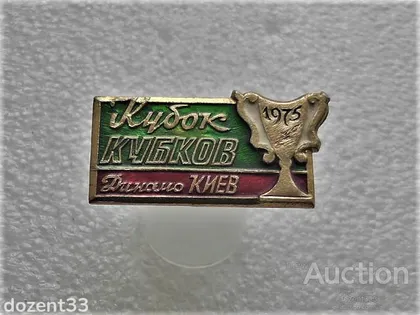 Кубок
1975
КУБКОВ
Динамо КИЕВ
Auction
dozent33